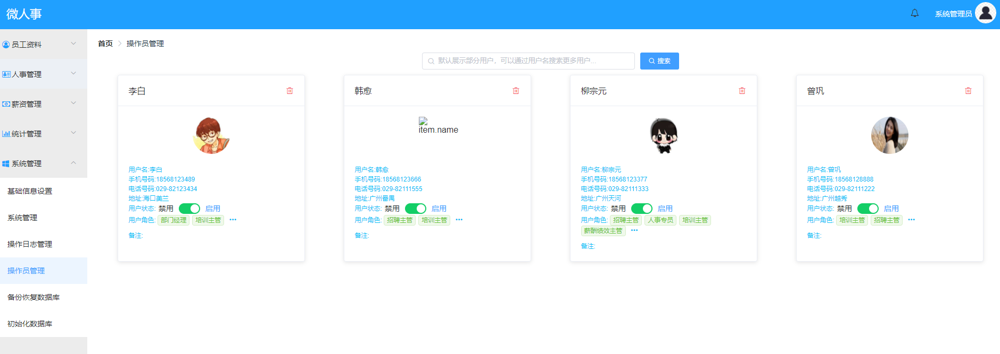 微人事
系统管理员
员工资料
人事管理
薪资管理
统计管理
系统管理
基础信息设置
系统管理
操作日志管理
操作员管理
备份恢复数据库
初始化数据库
首页 操作员管理
默认展示部分用户，可以通过用户名搜索更多用户...
搜索
李白
用户名:李白
手机号码:18568123489
电话号码:029-82123434
地址:海口美兰
用户状态: 禁用 启用
用户角色: 部门经理 培训主管 •••
备注:
韩愈
item.name
用户名:韩愈
手机号码:18568123666
电话号码:029-82111555
地址:广州番禺
用户状态: 禁用 启用
用户角色: 招聘主管 培训主管 •••
备注:
柳宗元
用户名:柳宗元
手机号码:18568123377
电话号码:029-82111333
地址:广州天河
用户状态: 禁用 启用
用户角色: 招聘主管 人事专员 培训主管
薪酬绩效主管 •••
备注:
曾巩
用户名:曾巩
手机号码:18568128888
电话号码:029-82111222
地址:广州越秀
用户状态: 禁用 启用
用户角色: 培训主管 招聘主管 •••
备注: